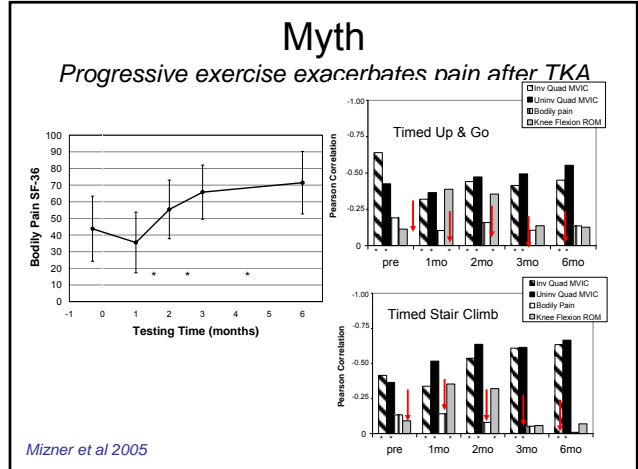 Myth
Progressive exercise exacerbates pain after TKA
Bodily Pain SF-36
100
90
80
70
60
50
40
30
20
10
0
-1 0 1 2 3 4 5 6 7
* * *
Testing Time (months)
Inv Quad MVIC
Uninv Quad MVIC
Bodily pain
Knee Flexion ROM
Timed Up & Go
Pearson Correlation
-1.00
-0.75
-0.50
-0.25
0
* * * * * * * * * * * *
pre 1mo 2mo 3mo 6mo
Inv Quad MVIC
Uninv Quad MVIC
Bodily Pain
Knee Flexion ROM
Timed Stair Climb
Pearson Correlation
-1.00
-0.75
-0.50
-0.25
0
* * * * * * * * * * * *
pre 1mo 2mo 3mo 6mo
Mizner et al 2005